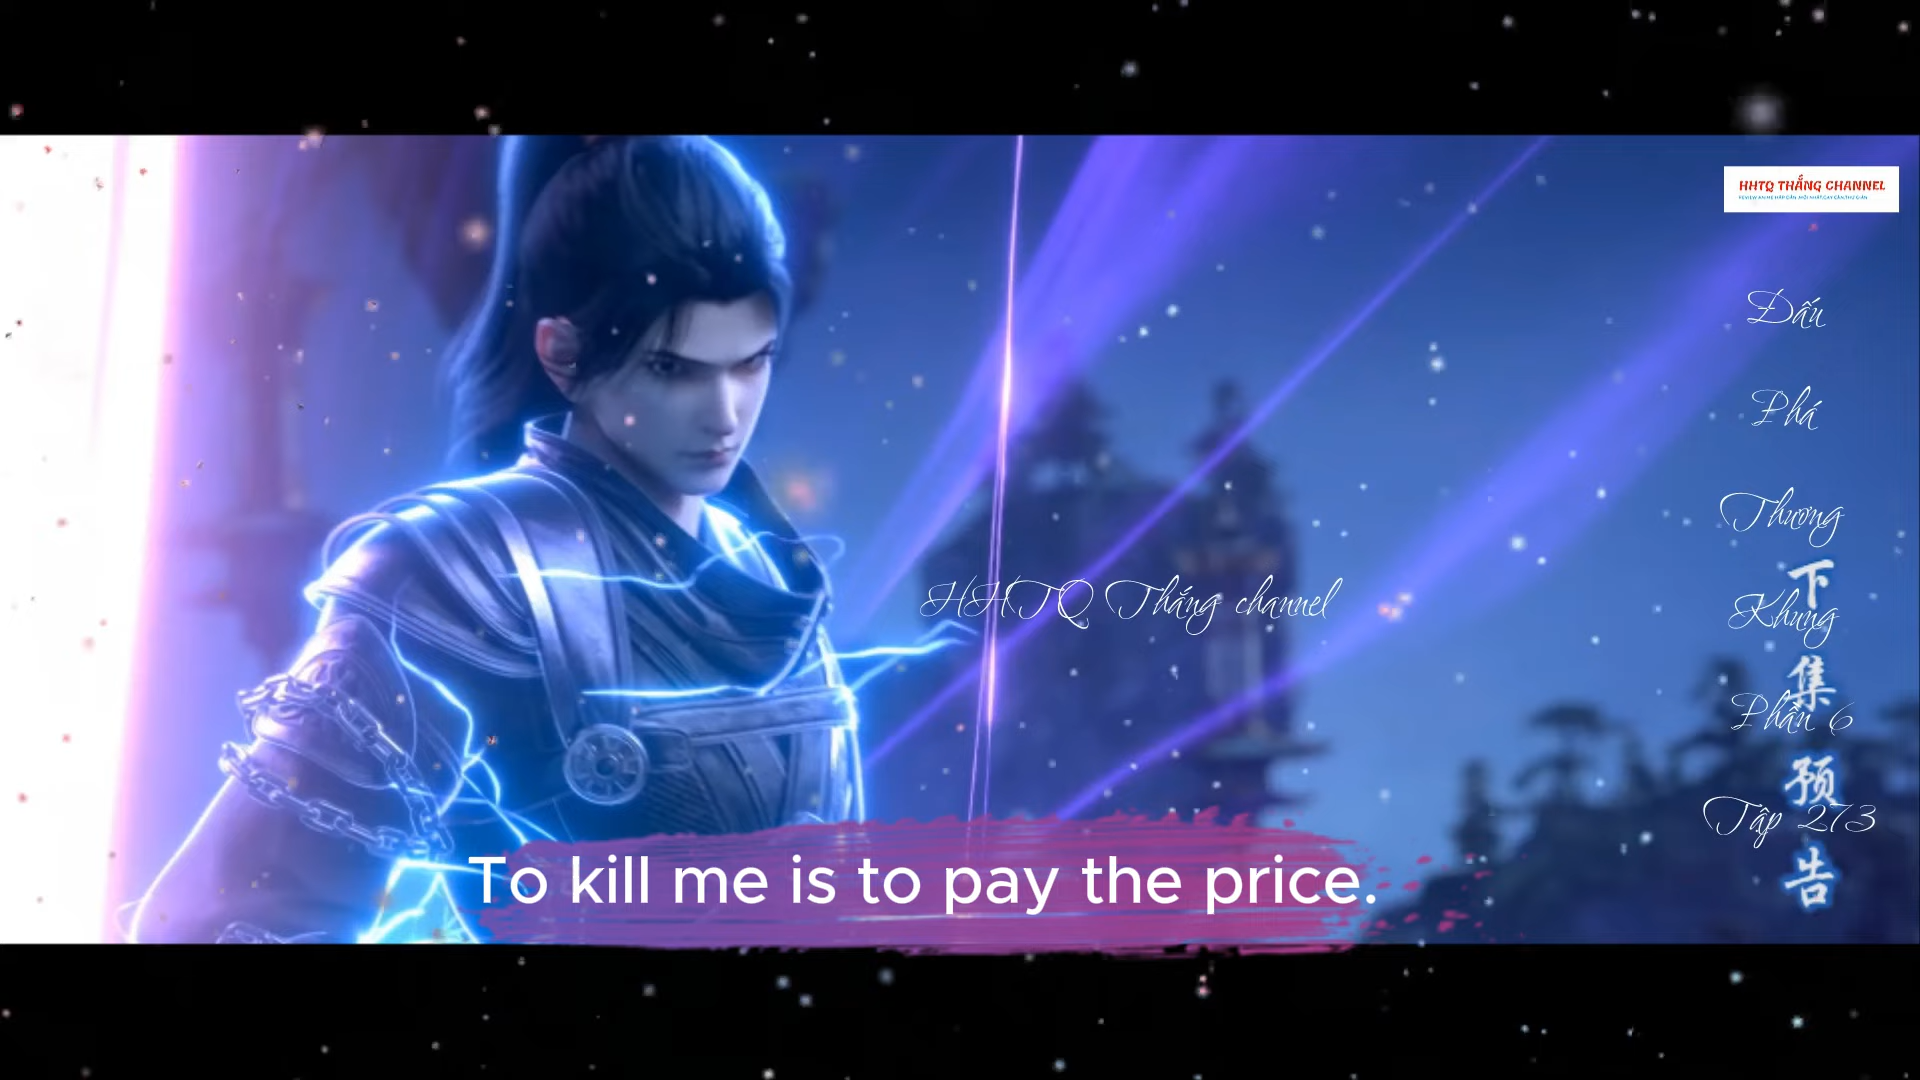 HHTQ THẮNG CHANNEL
Đấu
Phá
Thương
Khung
Phần 6
Tập 273
下集预告
HHTQ Thắng channel
To kill me is to pay the price.